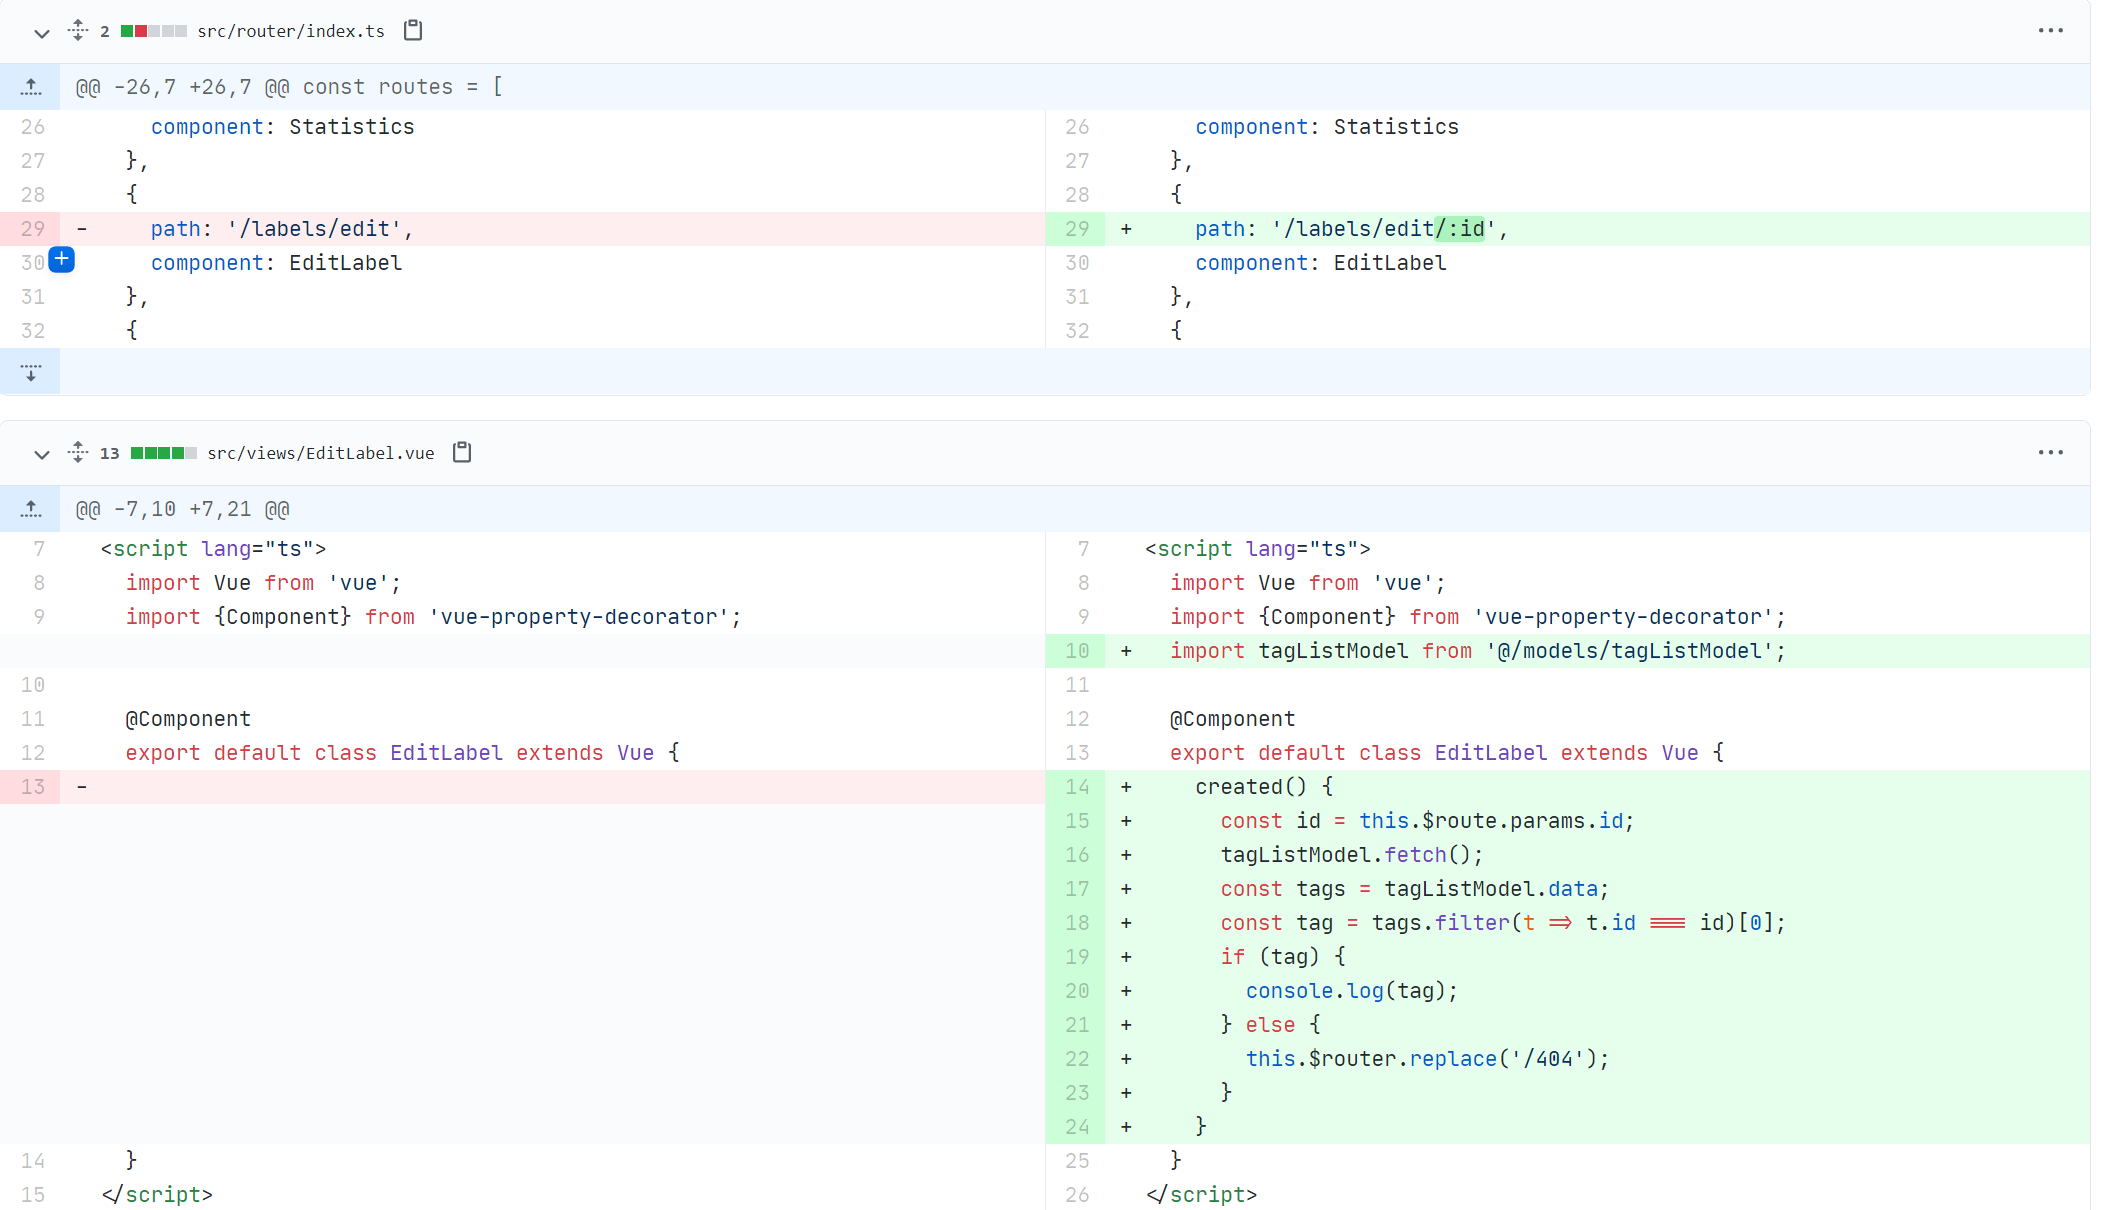 2 src/router/index.ts
@@ -26,7 +26,7 @@ const routes = [
26 component: Statistics
27 },
28 {
29 - path: '/labels/edit',
30 component: EditLabel
31 },
32 {
26 component: Statistics
27 },
28 {
29 + path: '/labels/edit/:id',
30 component: EditLabel
31 },
32 {
13 src/views/EditLabel.vue
@@ -7,10 +7,21 @@
7 <script lang="ts">
8 import Vue from 'vue';
9 import {Component} from 'vue-property-decorator';
10
11 @Component
12 export default class EditLabel extends Vue {
13 -
14 }
15 </script>
7 <script lang="ts">
8 import Vue from 'vue';
9 import {Component} from 'vue-property-decorator';
10 + import tagListModel from '@/models/tagListModel';
11
12 @Component
13 export default class EditLabel extends Vue {
14 + created() {
15 + const id = this.$route.params.id;
16 + tagListModel.fetch();
17 + const tags = tagListModel.data;
18 + const tag = tags.filter(t => t.id === id)[0];
19 + if (tag) {
20 + console.log(tag);
21 + } else {
22 + this.$router.replace('/404');
23 + }
24 + }
25 }
26 </script>